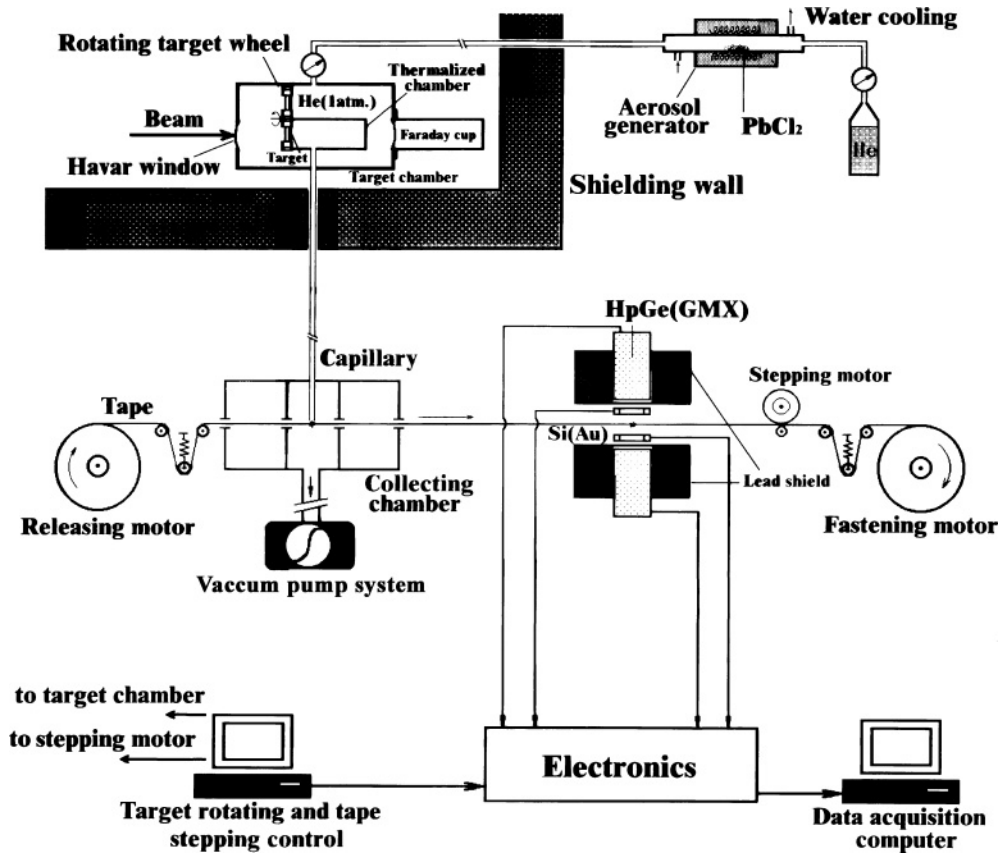 Water cooling
Rotating target wheel
Thermalized
chamber
He(1atm.)
Aerosol
generator
PbCl2
Beam
Faraday cup
He
Target
Havar window
Target chamber
Shielding wall
HpGe(GMX)
Capillary
Stepping motor
Tape
Si(Au)
Collecting
chamber
Lead shield
Releasing motor
Fastening motor
Vaccum pump system
to target chamber
to stepping motor
Electronics
Target rotating and tape
stepping control
Data acquisition
computer